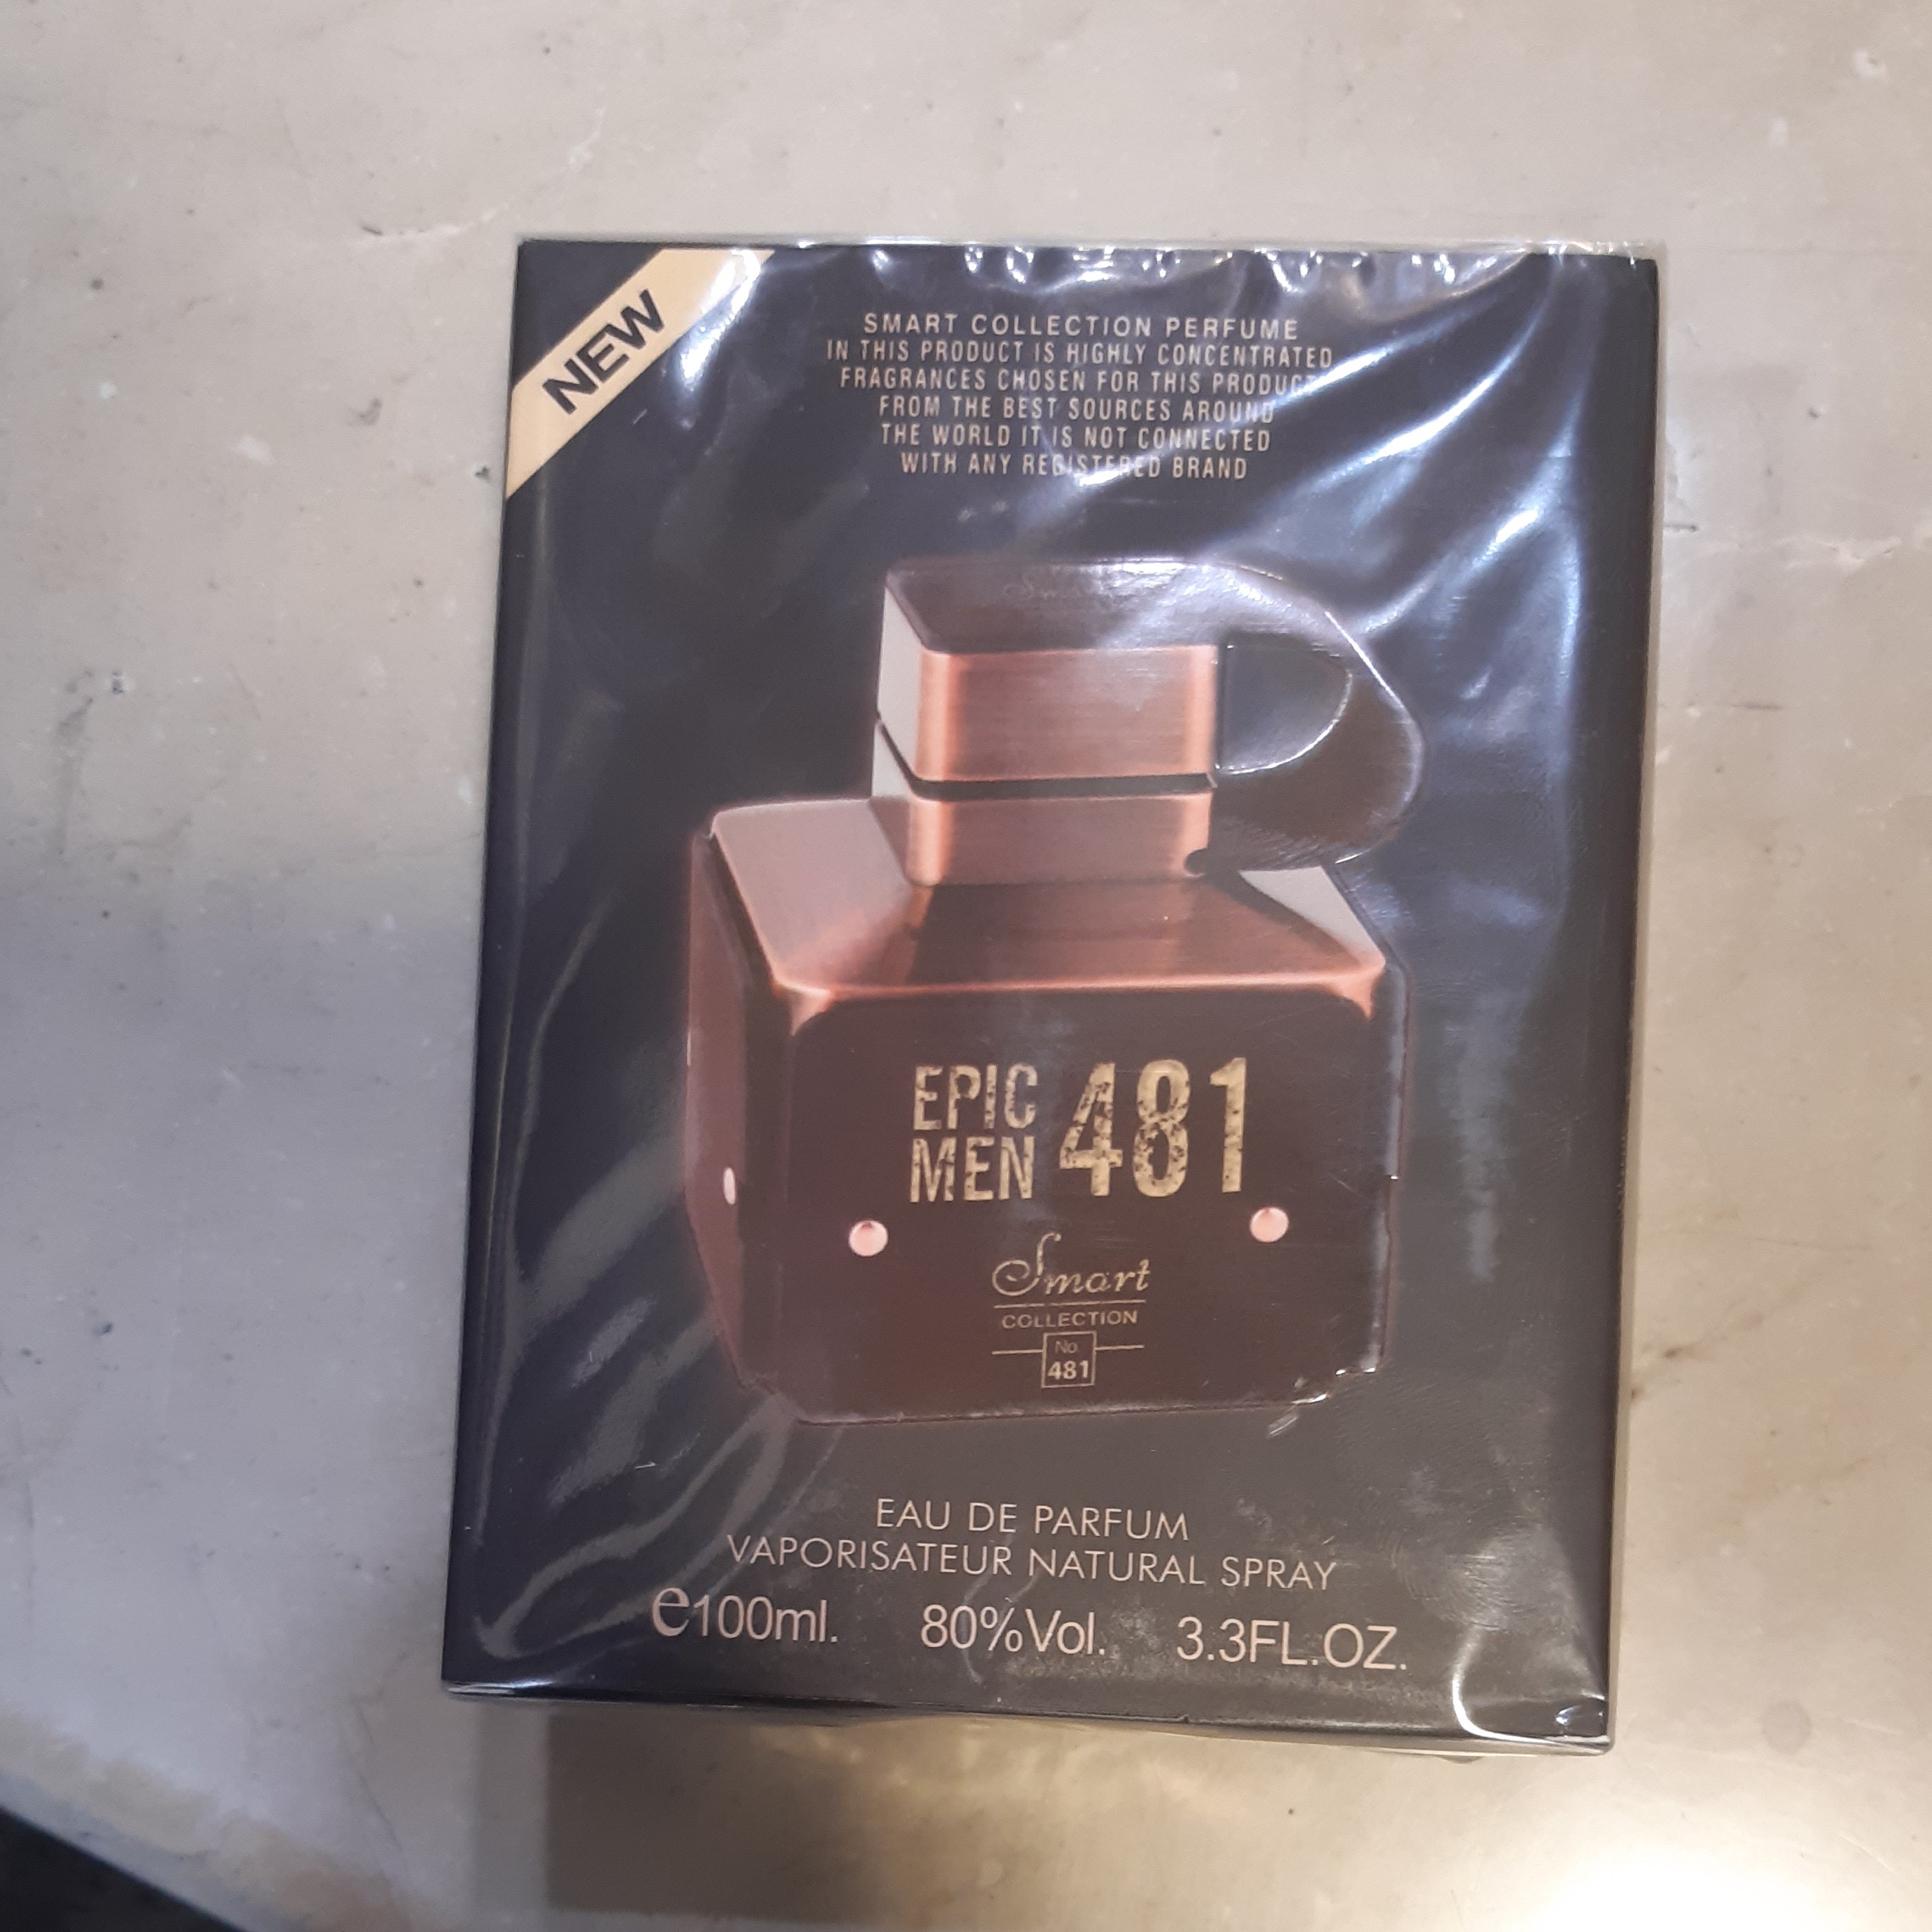 NEW
SMART COLLECTION PERFUME
IN THIS PRODUCT IS HIGHLY CONCENTRATED
FRAGRANCES CHOSEN FOR THIS PRODUCT
FROM THE BEST SOURCES AROUND
THE WORLD IT IS NOT CONNECTED
WITH ANY REGISTERED BRAND
EPIC MEN 481
Smart
COLLECTION
No.
481
EAU DE PARFUM
VAPORISATEUR NATURAL SPRAY
e100ml. 80%Vol. 3.3FL.OZ.